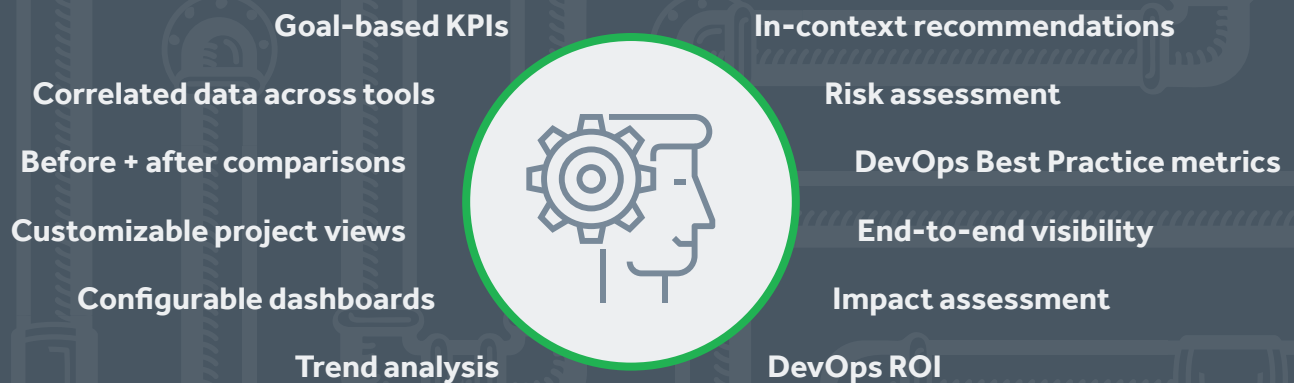 Goal-based KPIs
Correlated data across tools
Before + after comparisons
Customizable project views
Configurable dashboards
Trend analysis
In-context recommendations
Risk assessment
DevOps Best Practice metrics
End-to-end visibility
Impact assessment
DevOps ROI